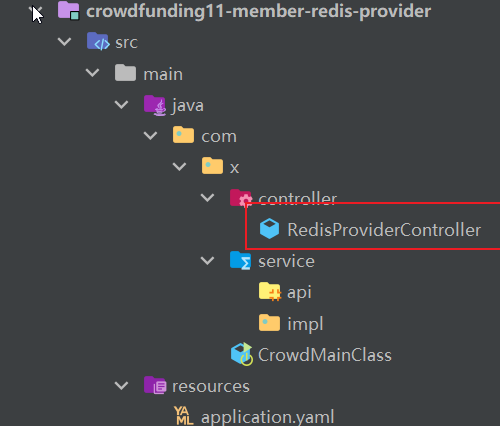 crowdfunding11-member-redis-provider
src
main
java
com
x
controller
RedisProviderController
service
api
impl
CrowdMainClass
resources
YAML application.yaml